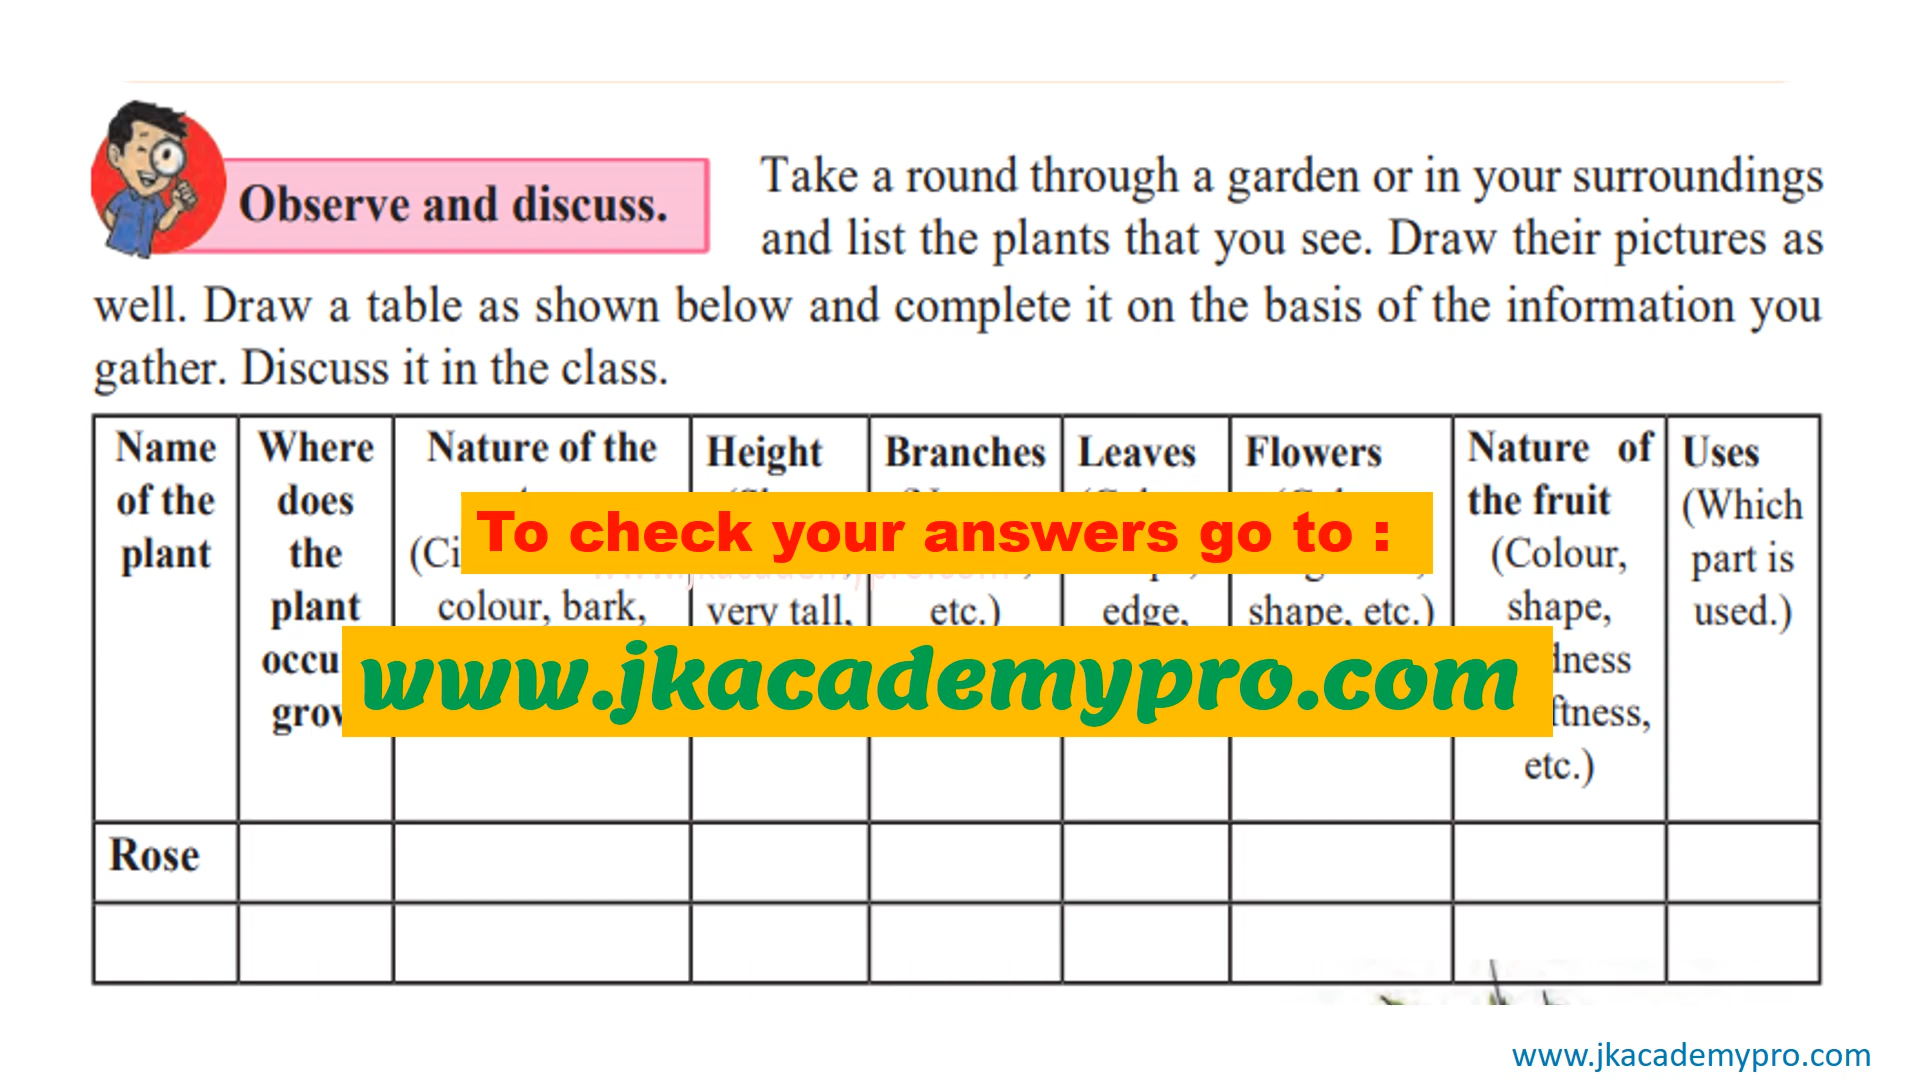 Observe and discuss.
Take a round through a garden or in your surroundings
and list the plants that you see. Draw their pictures as
well. Draw a table as shown below and complete it on the basis of the information you
gather. Discuss it in the class.
Name
of the
plant
Where
does
the
plant
Nature of the
colour, bark,
Height
very tall,
Branches
etc.)
Leaves
edge,
Flowers
shape, etc.)
Nature of
the fruit
(Colour,
shape,
etc.)
Uses
(Which
part is
used.)
To check your answers go to :
www.jkacademypro.com
Rose
www.jkacademypro.com